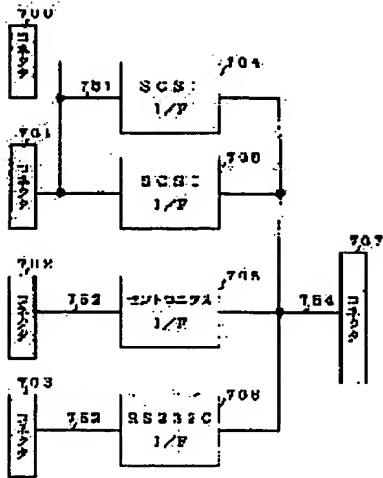 700
コネクタ
704
751
SCSI
I/F
701
コネクタ
SCSI
I/F
707
コネクタ
702
コネクタ
752
セントロニクス
I/F
705
754
703
コネクタ
753
RS232C
I/F
706